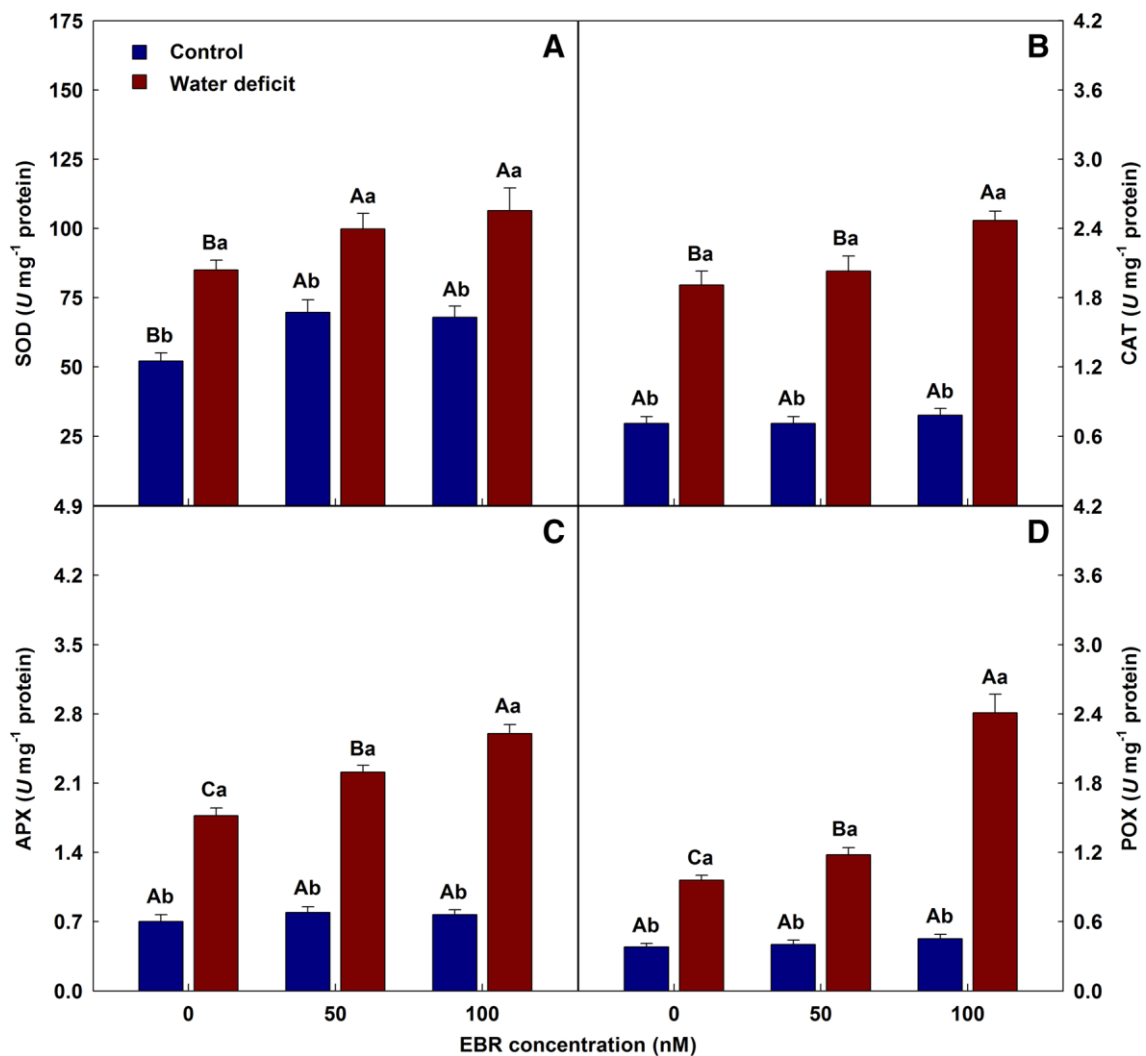 175
150
125
100
75
50
25
4.9
SOD (U mg-1 protein)
Control
Water deficit
A
Bb
Ba
Ab
Aa
Ab
Aa
B
Ab
Ba
Ab
Ba
Ab
Aa
4.2
3.6
3.0
2.4
1.8
1.2
0.6
4.2
CAT (U mg-1 protein)
4.2
3.5
2.8
2.1
1.4
0.7
0.0
APX (U mg-1 protein)
C
Ab
Ca
Ab
Ba
Ab
Aa
D
Ab
Ca
Ab
Ba
Ab
Aa
3.6
3.0
2.4
1.8
1.2
0.6
0.0
POX (U mg-1 protein)
0 50 100 0 50 100
EBR concentration (nM)